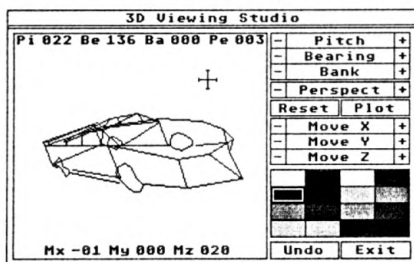 3D Viewing Studio
Pi 022 Be 136 Ba 000 Pe 003
- Pitch +
- Bearing +
- Bank +
- Perspect +
Reset Plot
- Move X +
- Move Y +
- Move Z +
Mx -01 My 000 Mz 020
Undo Exit